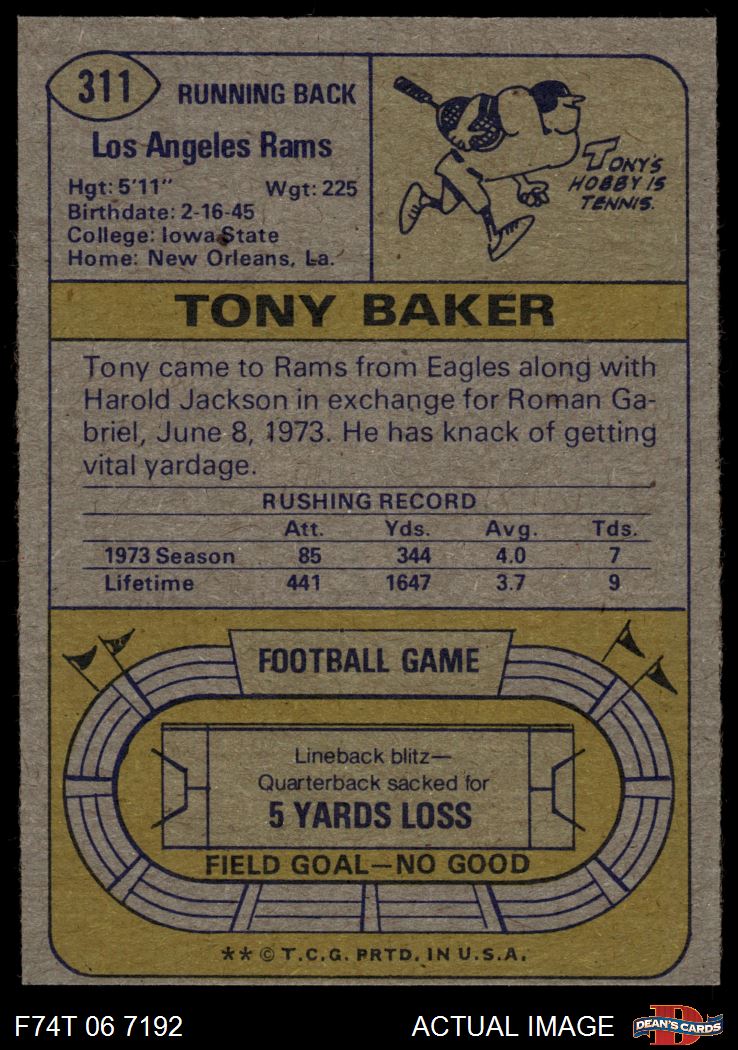 311
RUNNING BACK
Los Angeles Rams
Hgt: 5'11" Wgt: 225
Birthdate: 2-16-45
College: Iowa State
Home: New Orleans, La.
TONY'S
HOBBY IS
TENNIS.
TONY BAKER
Tony came to Rams from Eagles along with
Harold Jackson in exchange for Roman Ga-
briel, June 8, 1973. He has knack of getting
vital yardage.
RUSHING RECORD
Att. Yds. Avg. Tds.
1973 Season 85 344 4.0 7
Lifetime 441 1647 3.7 9
FOOTBALL GAME
Lineback blitz—
Quarterback sacked for
5 YARDS LOSS
FIELD GOAL—NO GOOD
** © T.C.G. PRTD. IN U.S.A.
F74T 06 7192 ACTUAL IMAGE
D
DEAN'S CARDS